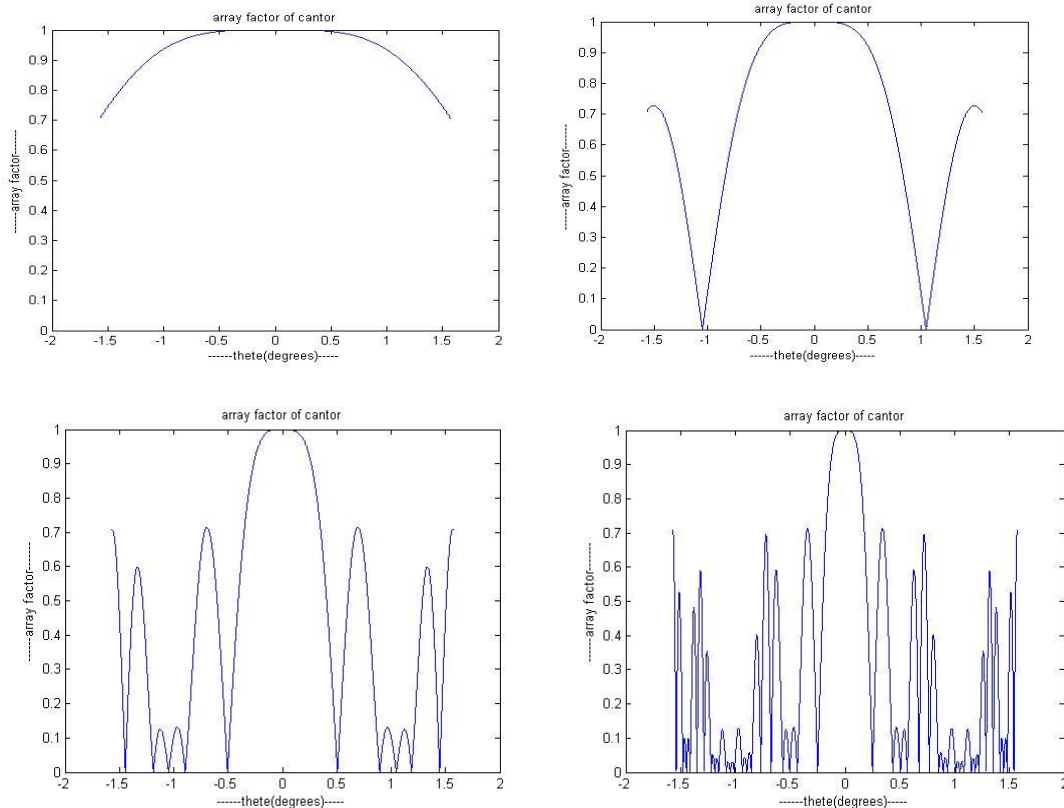 array factor of cantor
1
0.9
0.8
0.7
0.6
0.5
0.4
0.3
0.2
0.1
0
-----array factor------
-2 -1.5 -1 -0.5 0 0.5 1 1.5 2
------thete(degrees)-----
array factor of cantor
1
0.9
0.8
0.7
0.6
0.5
0.4
0.3
0.2
0.1
0
-----array factor------
-2 -1.5 -1 -0.5 0 0.5 1 1.5 2
------thete(degrees)-----
array factor of cantor
1
0.9
0.8
0.7
0.6
0.5
0.4
0.3
0.2
0.1
0
-----array factor------
-2 -1.5 -1 -0.5 0 0.5 1 1.5 2
------thete(degrees)-----
array factor of cantor
1
0.9
0.8
0.7
0.6
0.5
0.4
0.3
0.2
0.1
0
-----array factor------
-2 -1.5 -1 -0.5 0 0.5 1 1.5 2
------thete(degrees)-----